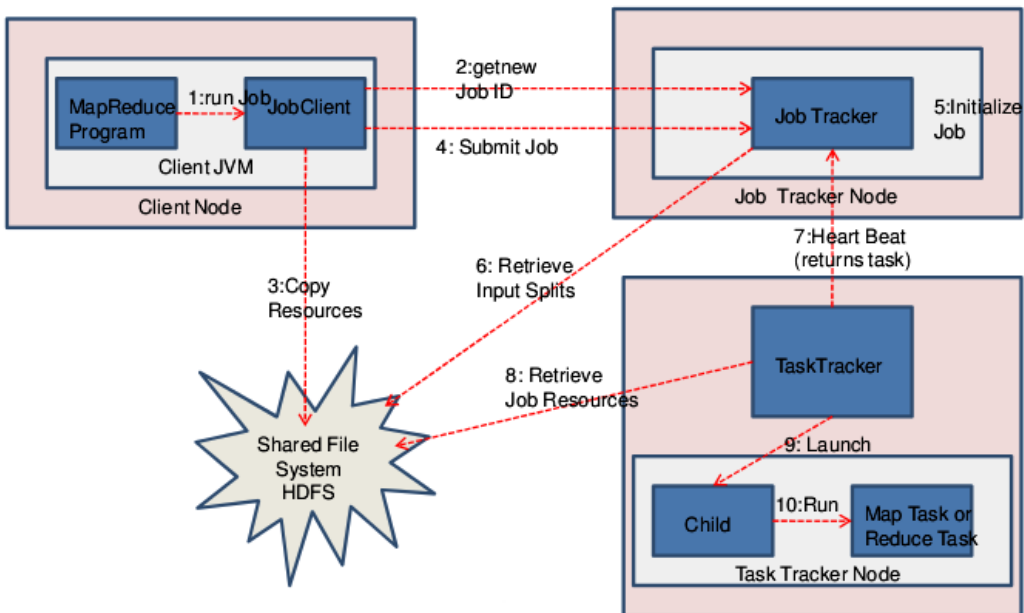 MapReduce
Program
1:run Job
JobClient
Client JVM
Client Node
2:getnew
Job ID
4: Submit Job
Job Tracker
5:Initialize
Job
Job Tracker Node
3:Copy
Resources
6: Retrieve
Input Splits
7:Heart Beat
(returns task)
8: Retrieve
Job Resources
TaskTracker
Shared File
System
HDFS
9: Launch
Child
10:Run
Map Task or
Reduce Task
Task Tracker Node